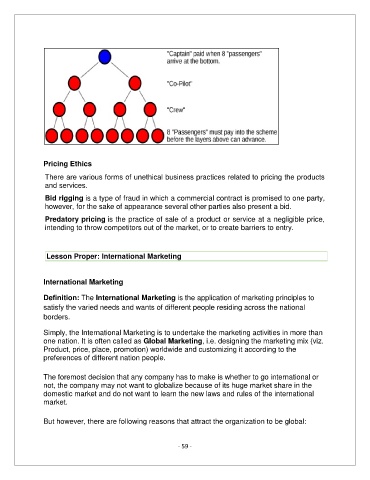 "Captain" paid when 8 "passengers"
arrive at the bottom.
"Co-Pilot"
"Crew"
8 "Passengers" must pay into the scheme
before the layers above can advance.
Pricing Ethics
There are various forms of unethical business practices related to pricing the products
and services.
Bid rigging is a type of fraud in which a commercial contract is promised to one party,
however, for the sake of appearance several other parties also present a bid.
Predatory pricing is the practice of sale of a product or service at a negligible price,
intending to throw competitors out of the market, or to create barriers to entry.
Lesson Proper: International Marketing
International Marketing
Definition: The International Marketing is the application of marketing principles to
satisfy the varied needs and wants of different people residing across the national
borders.
Simply, the International Marketing is to undertake the marketing activities in more than
one nation. It is often called as Global Marketing, i.e. designing the marketing mix (viz.
Product, price, place, promotion) worldwide and customizing it according to the
preferences of different nation people.
The foremost decision that any company has to make is whether to go international or
not, the company may not want to globalize because of its huge market share in the
domestic market and do not want to learn the new laws and rules of the international
market.
But however, there are following reasons that attract the organization to be global:
- 59 -